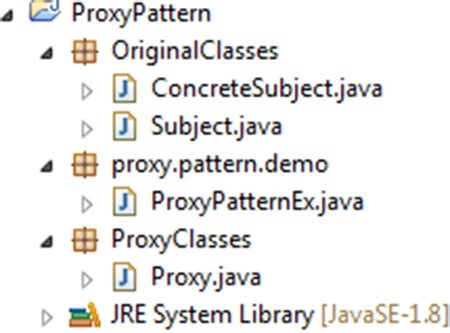 ProxyPattern
OriginalClasses
ConcreteSubject.java
Subject.java
proxy.pattern.demo
ProxyPatternEx.java
ProxyClasses
Proxy.java
JRE System Library [JavaSE-1.8]